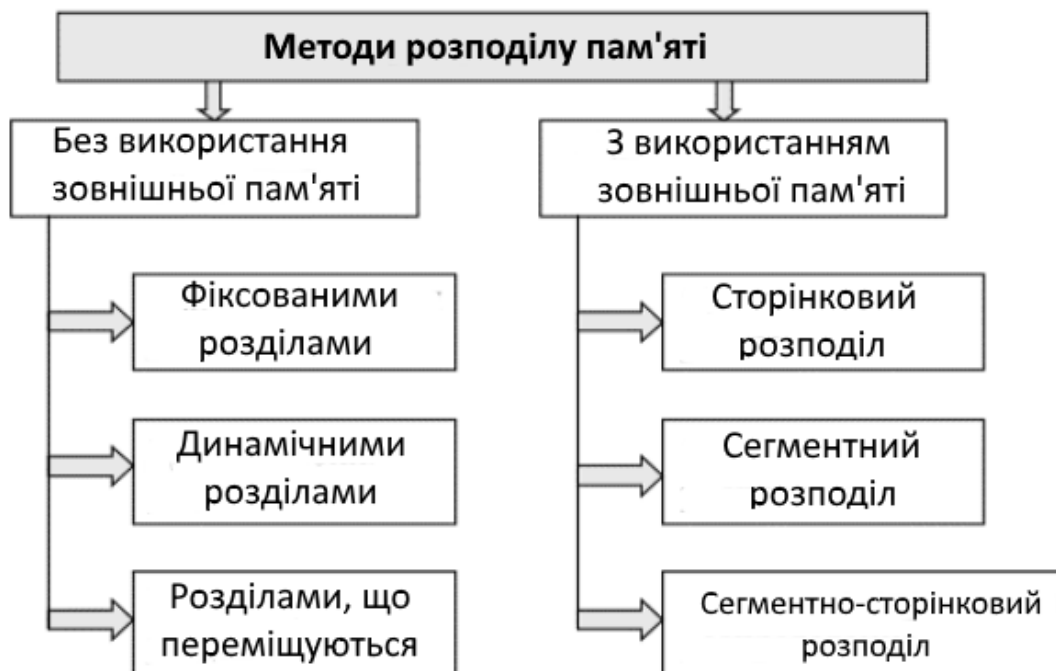 Методи розподілу пам'яті
Без використання
зовнішньої пам'яті
З використанням
зовнішньої пам'яті
Фіксованими
розділами
Сторінковий
розподіл
Динамічними
розділами
Сегментний
розподіл
Розділами, що
переміщуються
Сегментно-сторінковий
розподіл